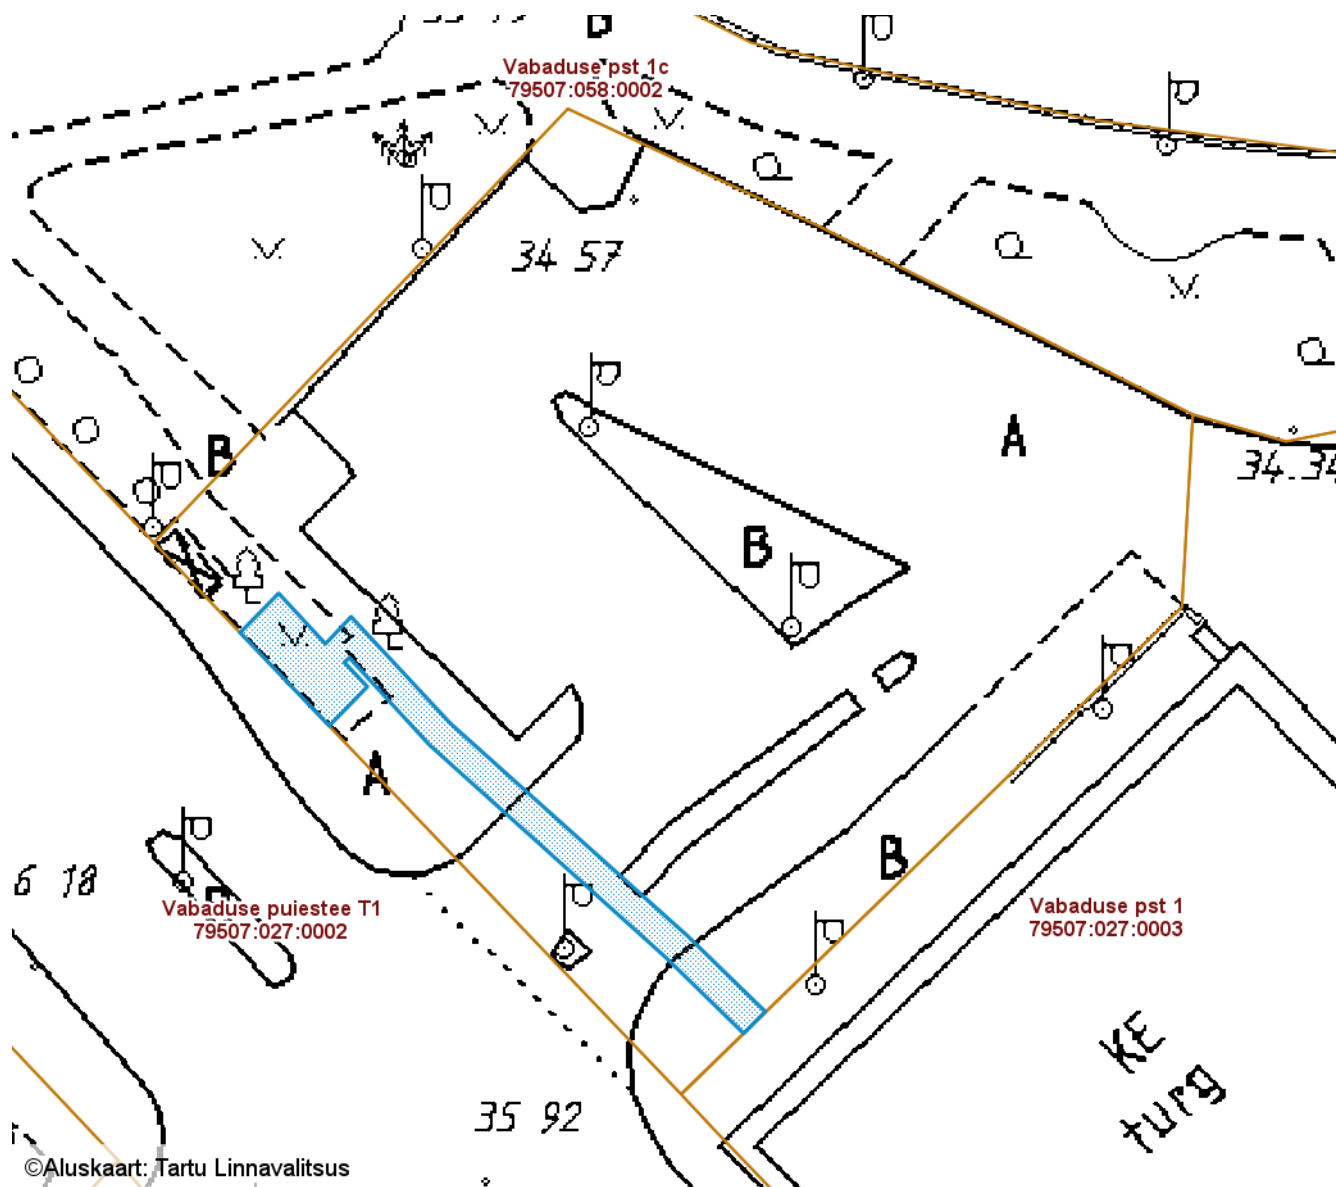 Vabaduse pst 1c
79507:058:0002
34 57
B
A
34.34
B
A
B
6 18
Vabaduse puiestee T1
79507:027:0002
Vabaduse pst 1
79507:027:0003
KE
turg
35 92
©Aluskaart: Tartu Linnavalitsus